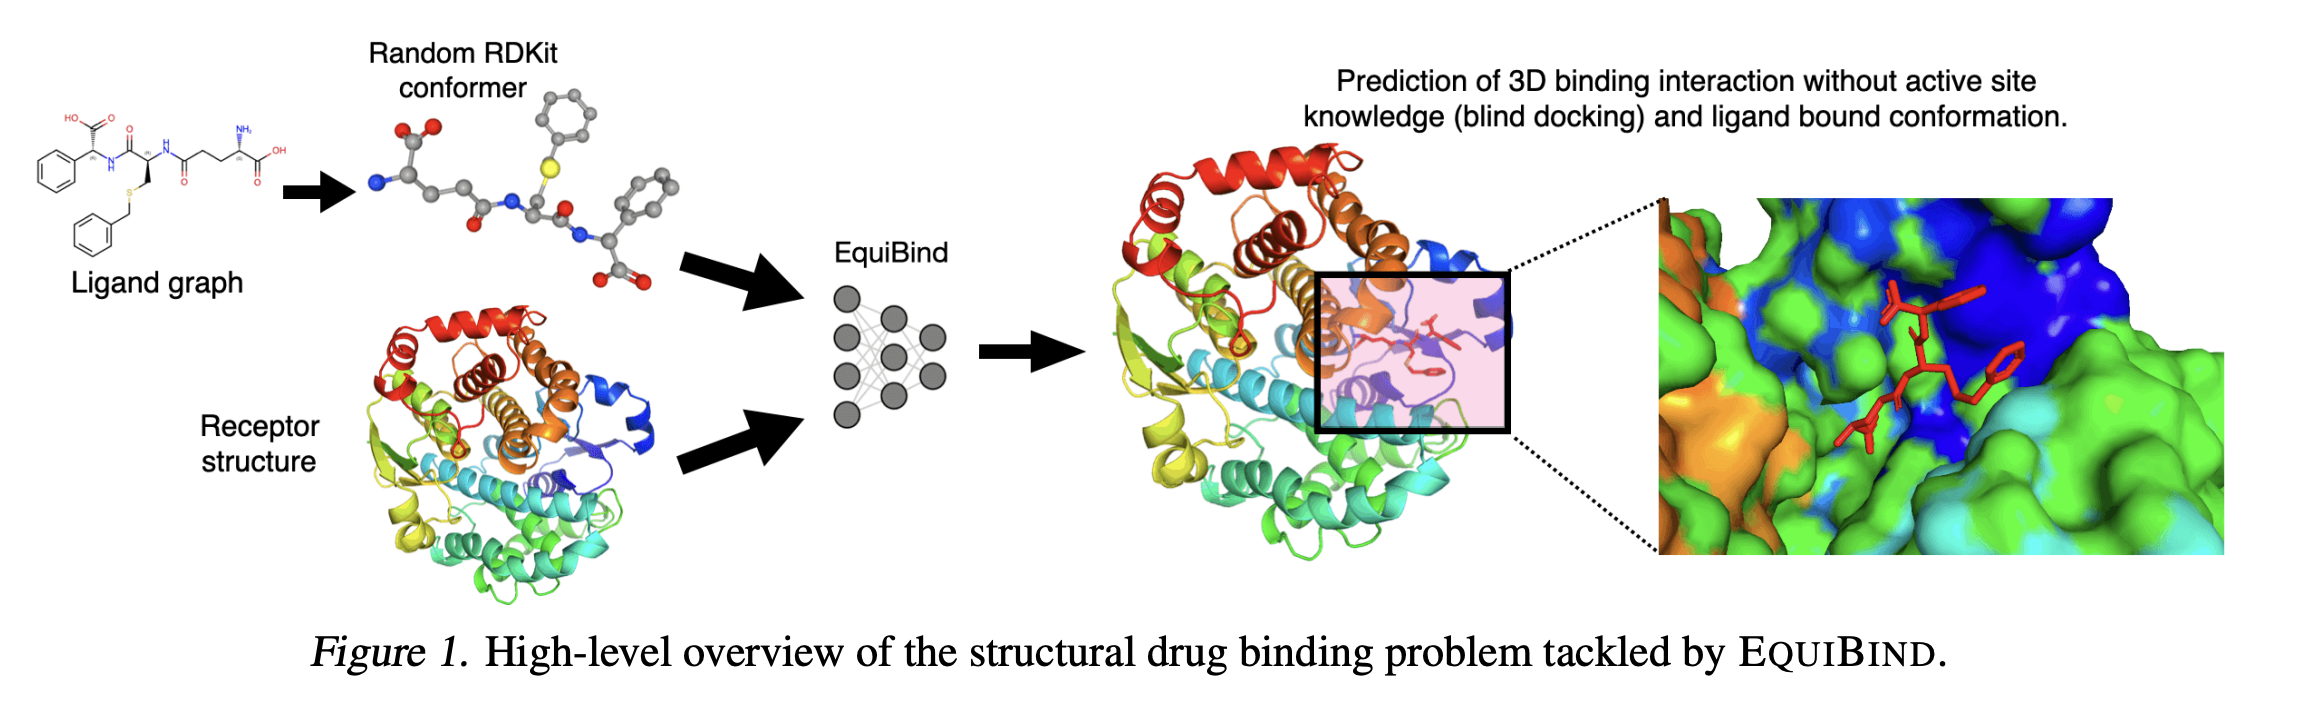 Random RDKit
conformer
Prediction of 3D binding interaction without active site
knowledge (blind docking) and ligand bound conformation.
HO
O
O
H
N
NH₂
(R)
N
H
(R)
(S)
OH
O
O
S
Ligand graph
EquiBind
Receptor
structure
Figure 1. High-level overview of the structural drug binding problem tackled by EQUIBIND.